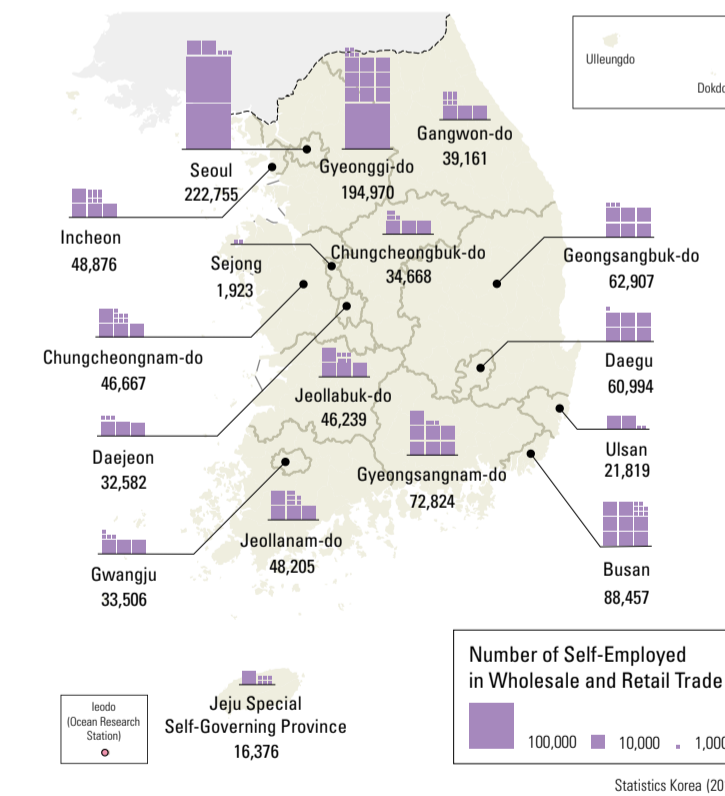 Ulleungdo
Gangwon-do
39,161
Seoul
222,755
Gyeonggi-do
194,970
Incheon
48,876
Sejong
1,923
Chungcheongbuk-do
34,668
Geongsangbuk-do
62,907
Chungcheongnam-do
46,667
Jeollabuk-do
46,239
Daegu
60,994
Daejeon
32,582
Gyeongsangnam-do
72,824
Ulsan
21,819
Jeollanam-do
48,205
Gwangju
33,506
Busan
88,457
Jeju Special
Self-Governing Province
16,376
Ieodo
(Ocean Research
Station)
Number of Self-Employed
in Wholesale and Retail Trade
100,000 10,000
Statistics Korea